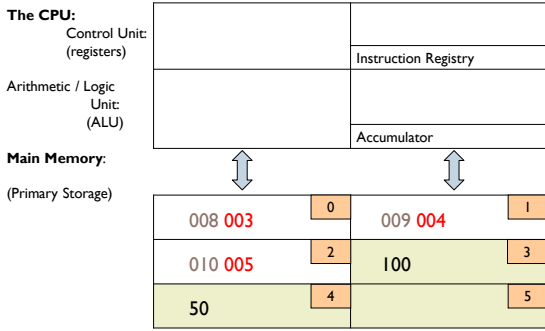 The CPU:
Control Unit:
(registers)
Instruction Registry
Arithmetic / Logic
Unit:
(ALU)
Accumulator
Main Memory:
(Primary Storage)
0
008 003
1
009 004
2
010 005
3
100
4
50
5